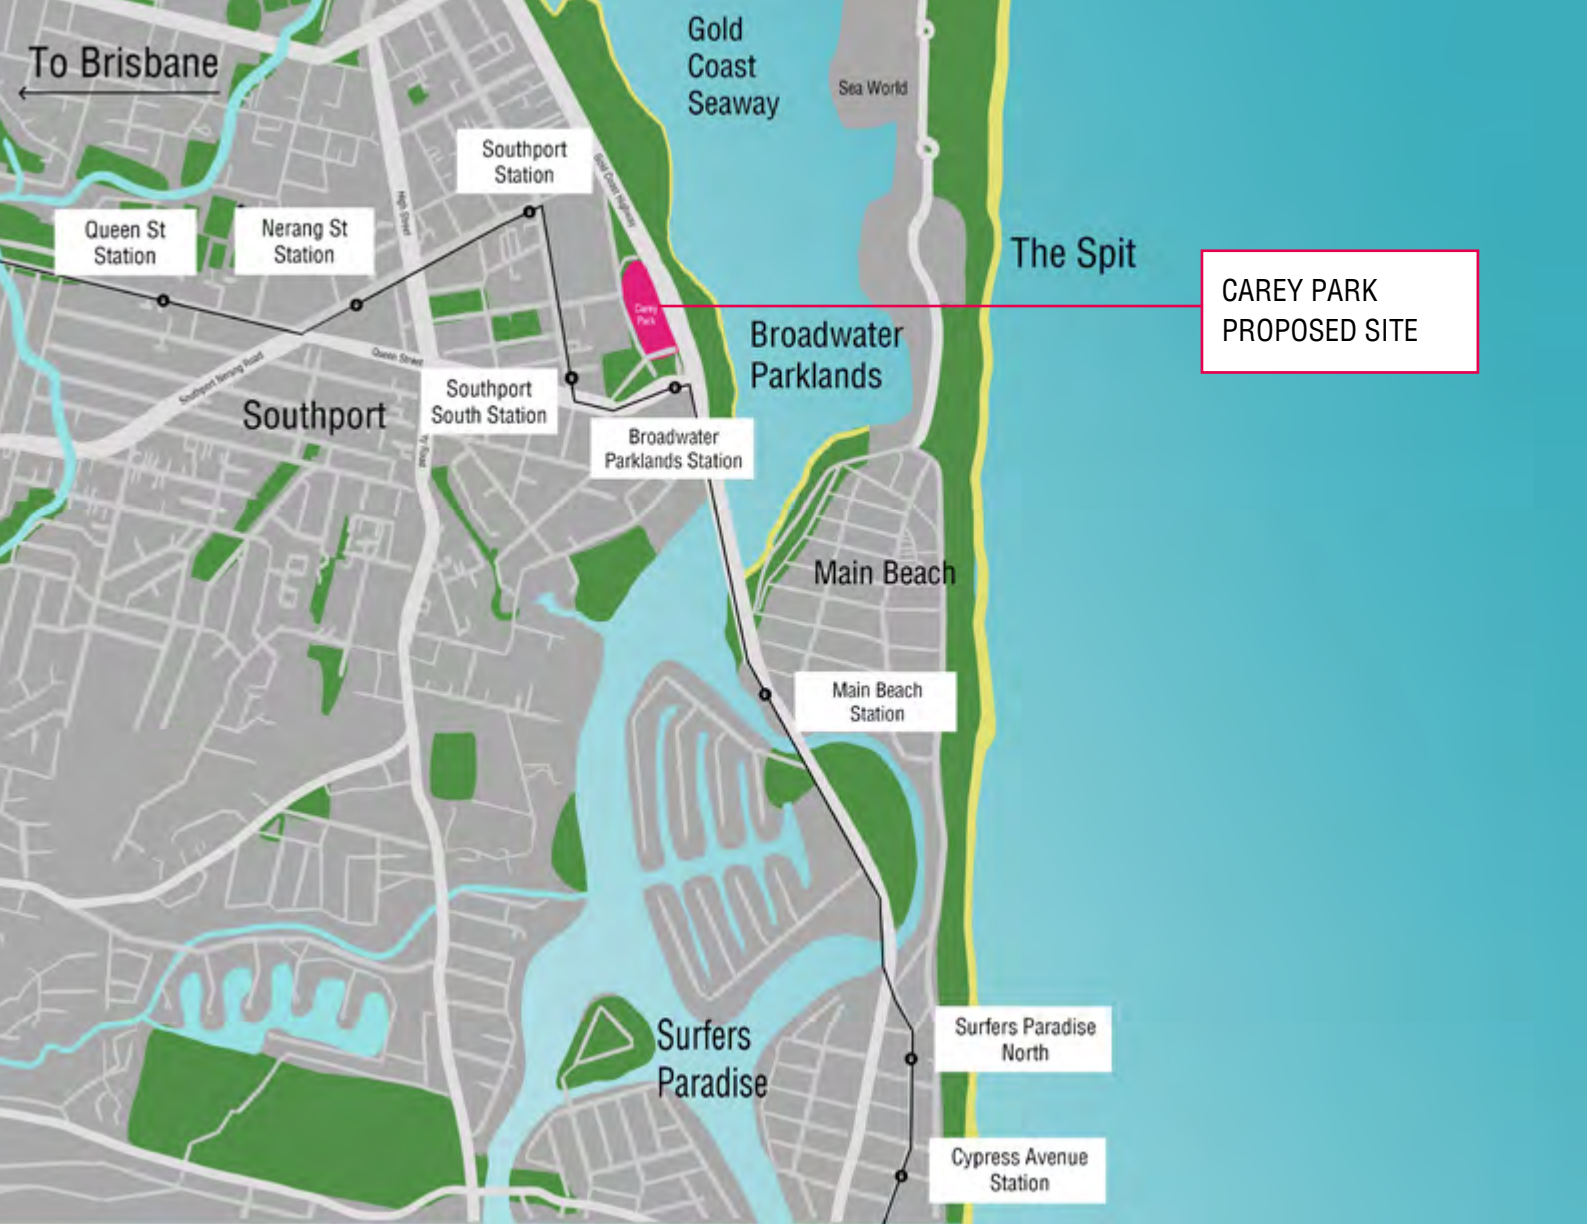 Gold
Coast
Seaway
To Brisbane
Sea World
Southport
Station
Gold Coast Highway
High Street
Queen St
Station
Nerang St
Station
The Spit
CAREY PARK
PROPOSED SITE
Carey
Park
Broadwater
Parklands
Queen Street
Southport Nerang Road
Southport
Southport
South Station
Broadwater
Parklands Station
Road
Main Beach
Main Beach
Station
Surfers
Paradise
Surfers Paradise
North
Cypress Avenue
Station